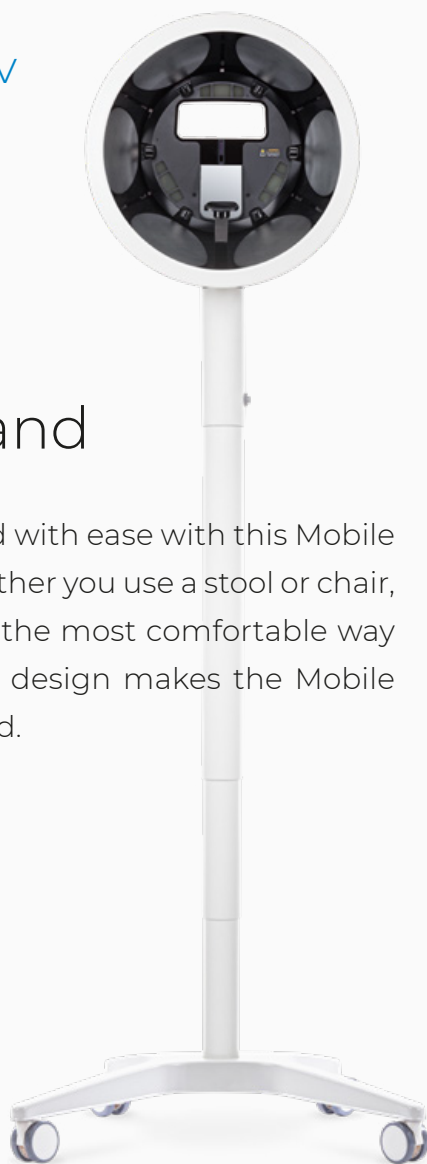 V
and
d with ease with this Mobile
ther you use a stool or chair,
the most comfortable way
design makes the Mobile
d.